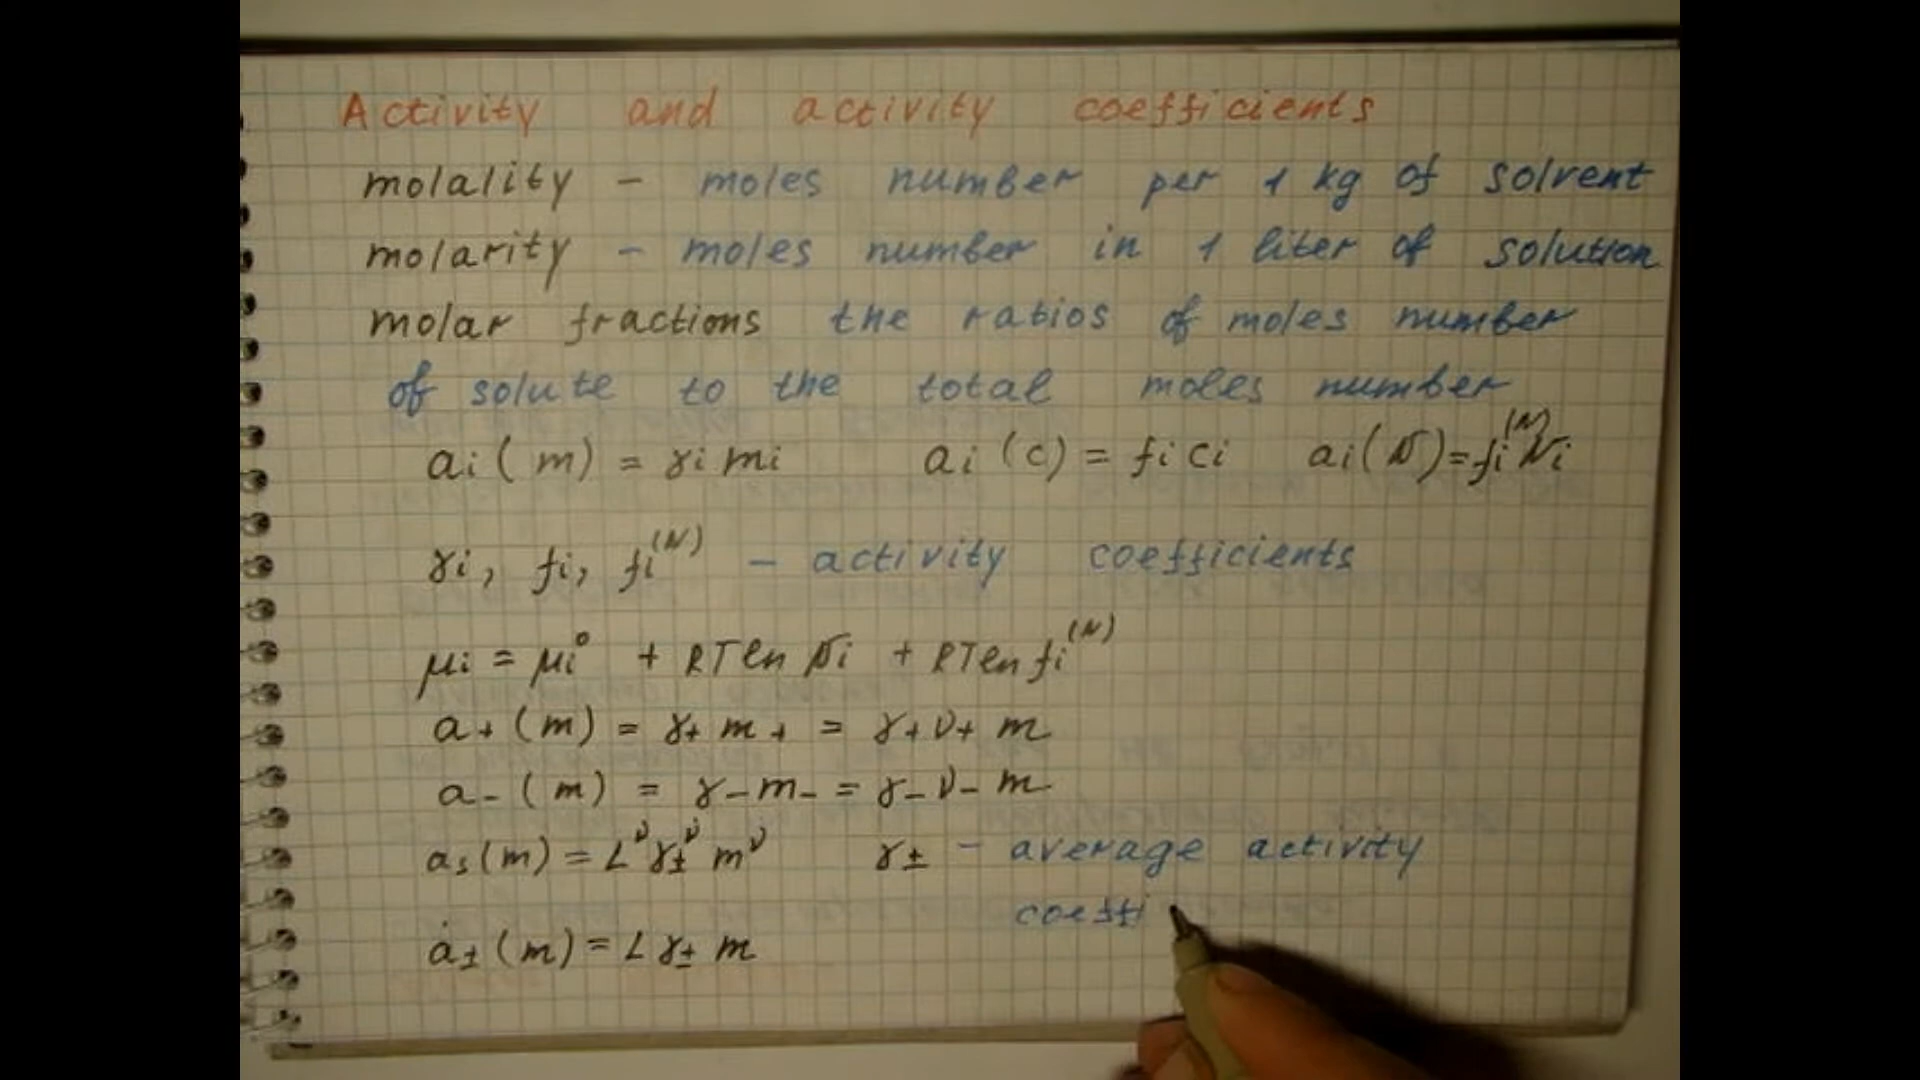 Activity and activity coefficients
molality - moles number per 1 kg of solvent
molarity - moles number in 1 liter of solution
molar fractions the ratios of moles number
of solute to the total moles number
ai(m) = γi mi ai(c) = fi ci ai(N) = fi^(N) Ni
γi, fi, fi^(N) - activity coefficients
μi = μi° + RTln Ni + RTln fi^(N)
a+(m) = γ+ m+ = γ+ ν+ m
a-(m) = γ- m- = γ- ν- m
as(m) = L^ν γ±^ν m^ν γ± - average activity
coeffi
a±(m) = L γ± m